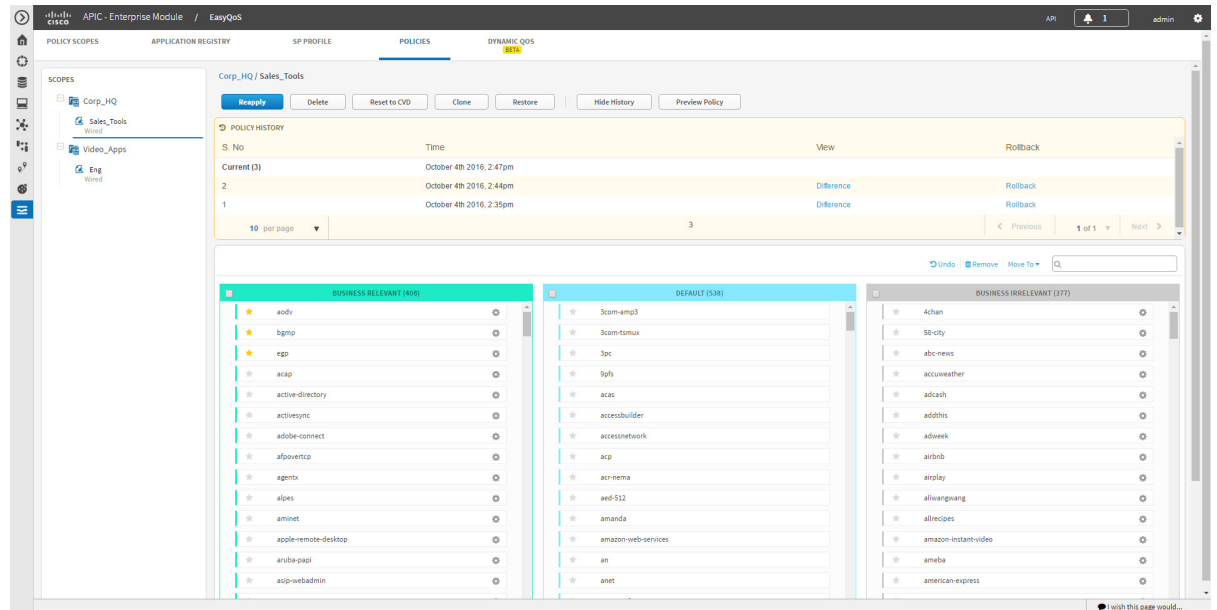 cisco APIC - Enterprise Module / EasyQoS API 1 admin
POLICY SCOPES APPLICATION REGISTRY SP PROFILE POLICIES DYNAMIC QOS
BETA
SCOPES
Corp_HQ
Sales_Tools
Wired
Video_Apps
Eng
Wired
Corp_HQ / Sales_Tools
Reapply Delete Reset to CVD Clone Restore Hide History Preview Policy
POLICY HISTORY
S. No Time View Rollback
Current (3) October 4th 2016, 2:47pm
2 October 4th 2016, 2:44pm Difference Rollback
1 October 4th 2016, 2:35pm Difference Rollback
10 per page 3 Previous 1 of 1 Next
Undo Remove Move To
BUSINESS RELEVANT (408) DEFAULT (538) BUSINESS IRRELEVANT (377)
aodv 3com-amp3 4chan
bgmp 3com-tsmux 58-city
egp 3pc abc-news
acap 9pfs accuweather
active-directory acas adcash
activesync accessbuilder addthis
adobe-connect accessnetwork adweek
afpovertcp acp airbnb
agentx acr-nema airplay
alpes aed-512 aliwangwang
aminet amanda allrecipes
apple-remote-desktop amazon-web-services amazon-instant-video
aruba-papi an ameba
asip-webadmin anet american-express
I wish this page would...